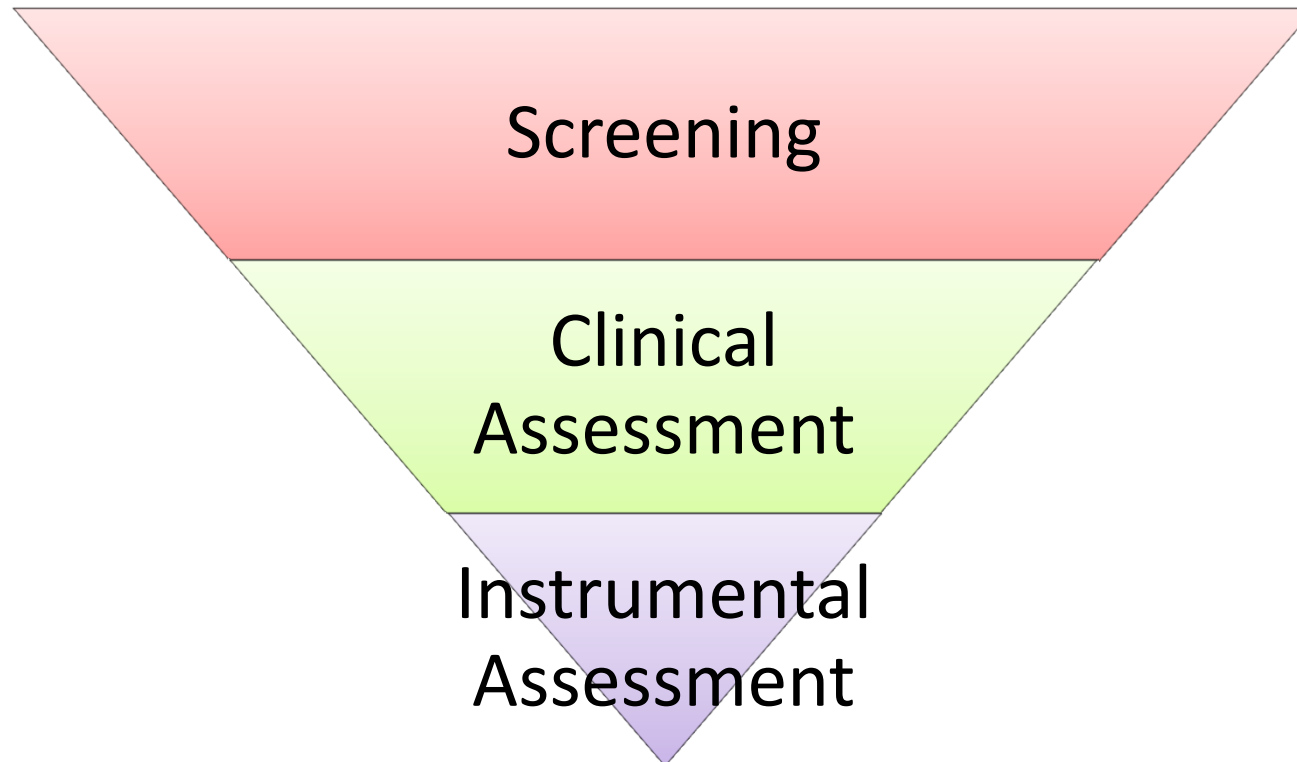 Screening
Clinical
Assessment
Instrumental
Assessment